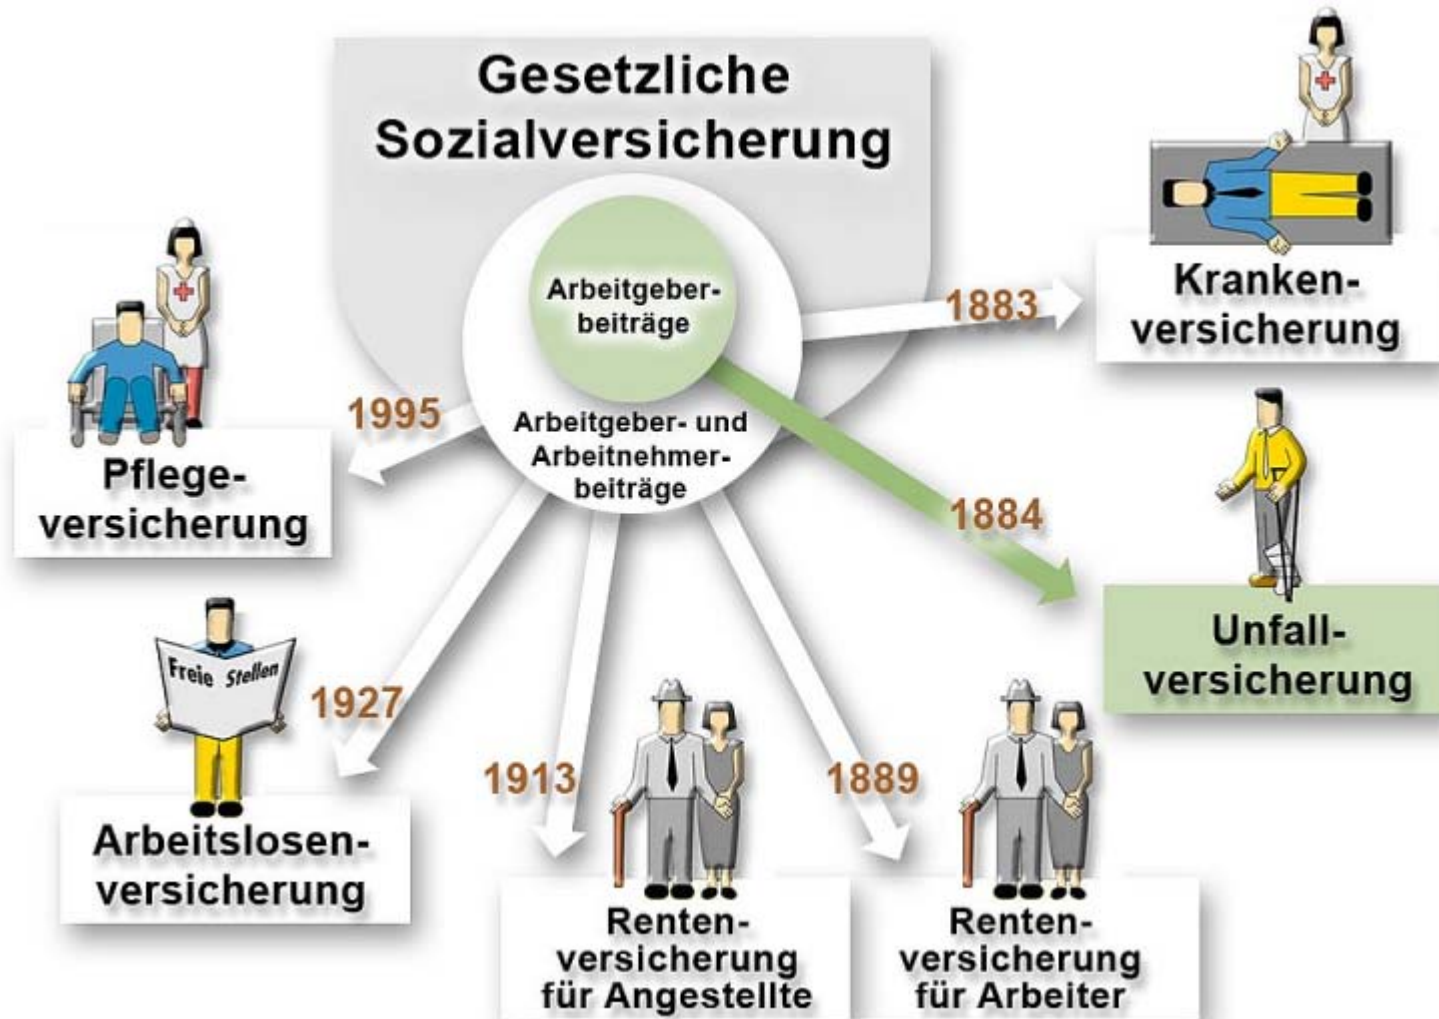 Gesetzliche
Sozialversicherung
Arbeitgeber-
beiträge
Arbeitgeber- und
Arbeitnehmer-
beiträge
1883
Kranken-
versicherung
1884
Unfall-
versicherung
1889
Renten-
versicherung
für Arbeiter
1913
Renten-
versicherung
für Angestellte
1927
Freie Stellen
Arbeitslosen-
versicherung
1995
Pflege-
versicherung